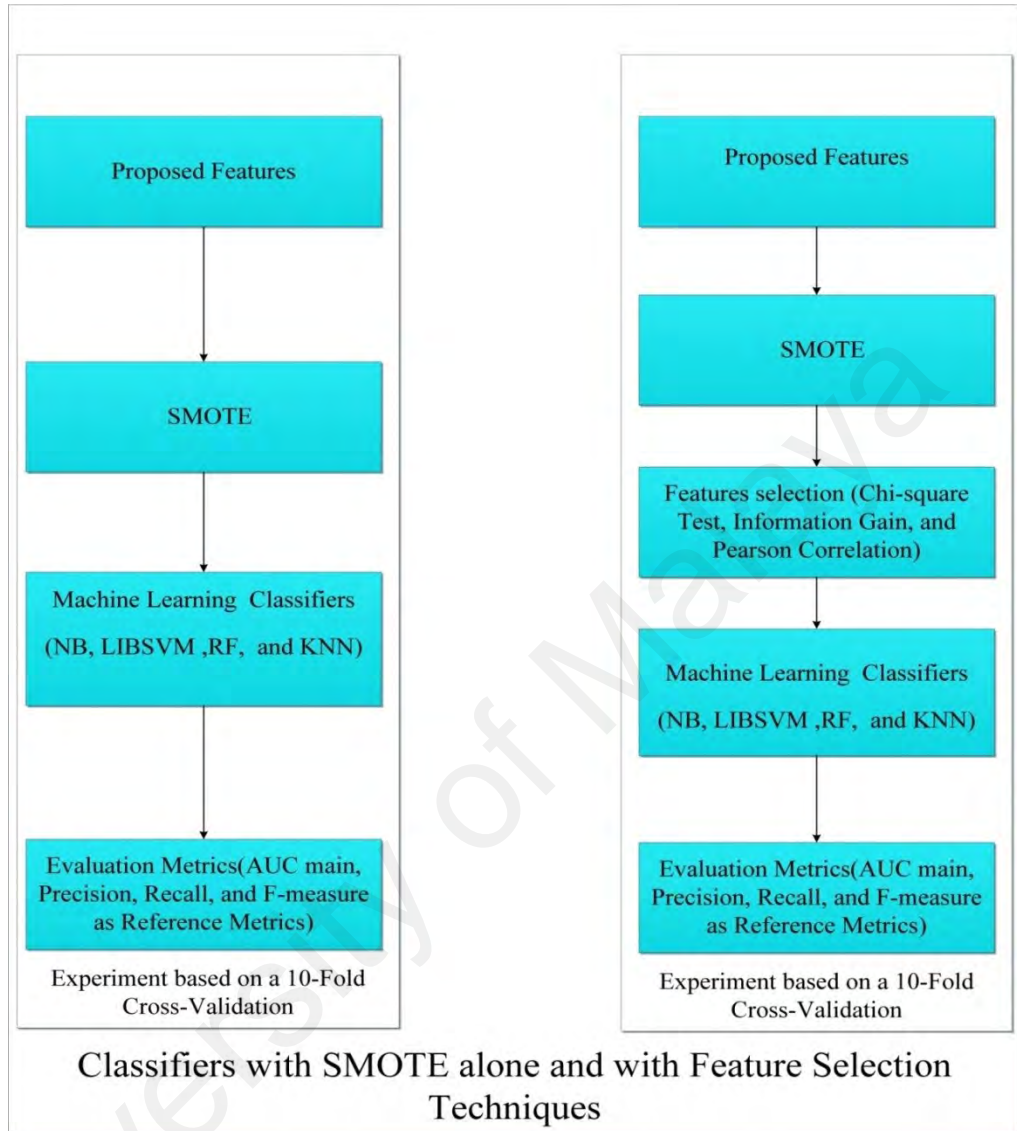 Proposed Features
SMOTE
Machine Learning Classifiers
(NB, LIBSVM ,RF, and KNN)
Evaluation Metrics(AUC main,
Precision, Recall, and F-measure
as Reference Metrics)
Experiment based on a 10-Fold
Cross-Validation
Proposed Features
SMOTE
Features selection (Chi-square
Test, Information Gain, and
Pearson Correlation)
Machine Learning Classifiers
(NB, LIBSVM ,RF, and KNN)
Evaluation Metrics(AUC main,
Precision, Recall, and F-measure
as Reference Metrics)
Experiment based on a 10-Fold
Cross-Validation
Classifiers with SMOTE alone and with Feature Selection
Techniques
versity of Malaya